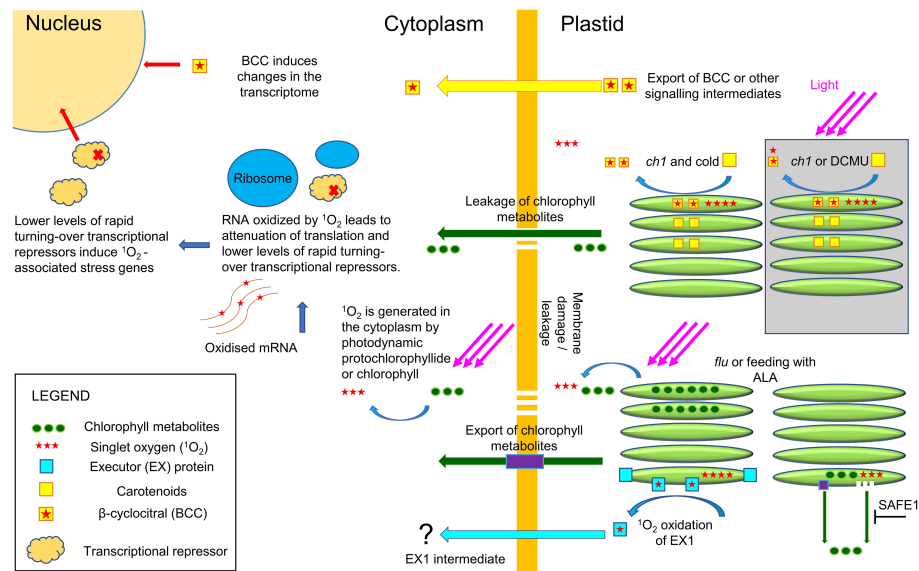 Nucleus
Cytoplasm
Plastid
BCC induces
changes in the
transcriptome
Export of BCC or other
signalling intermediates
Light
ch1 and cold
ch1 or DCMU
Ribosome
Leakage of chlorophyll
metabolites
Lower levels of rapid
turning-over transcriptional
repressors induce ¹O₂-
associated stress genes
RNA oxidized by ¹O₂ leads to
attenuation of translation and
lower levels of rapid turning-
over transcriptional repressors.
Oxidised mRNA
¹O₂ is generated in
the cytoplasm by
photodynamic
protochlorophyllide
or chlorophyll
Membrane
damage /
leakage
flu or feeding with
ALA
Export of chlorophyll
metabolites
SAFE1
¹O₂ oxidation
of EX1
?
EX1 intermediate
LEGEND
Chlorophyll metabolites
Singlet oxygen (¹O₂)
Executor (EX) protein
Carotenoids
β-cyclocitral (BCC)
Transcriptional repressor